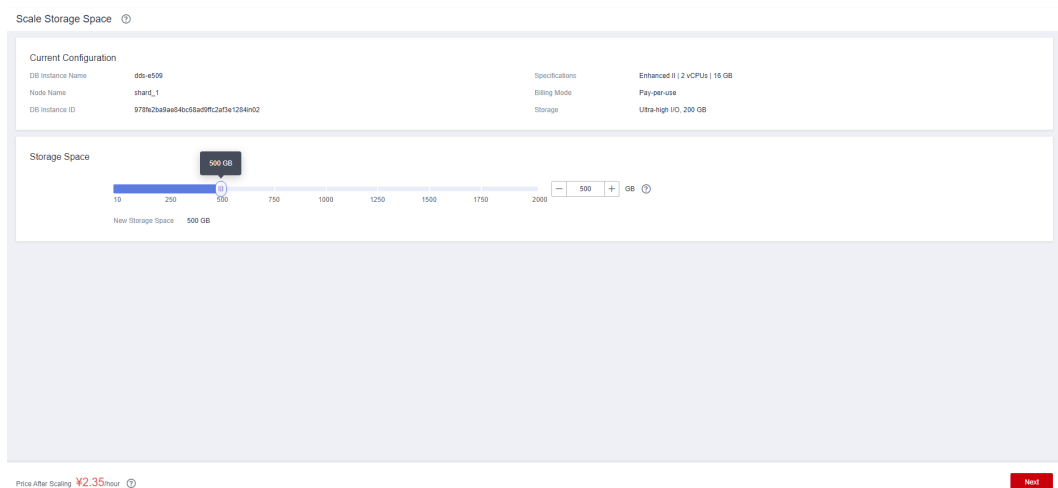 Scale Storage Space
Current Configuration
DB Instance Name dds-e509 Specifications Enhanced II | 2 vCPUs | 16 GB
Node Name shard_1 Billing Mode Pay-per-use
DB Instance ID 978fe2ba9ae84bc68ad9ffc2af3e1284in02 Storage Ultra-high I/O, 200 GB
Storage Space
500 GB
500 GB
10 250 500 750 1000 1250 1500 1750 2000
New Storage Space 500 GB
Price After Scaling ¥2.35/hour Next